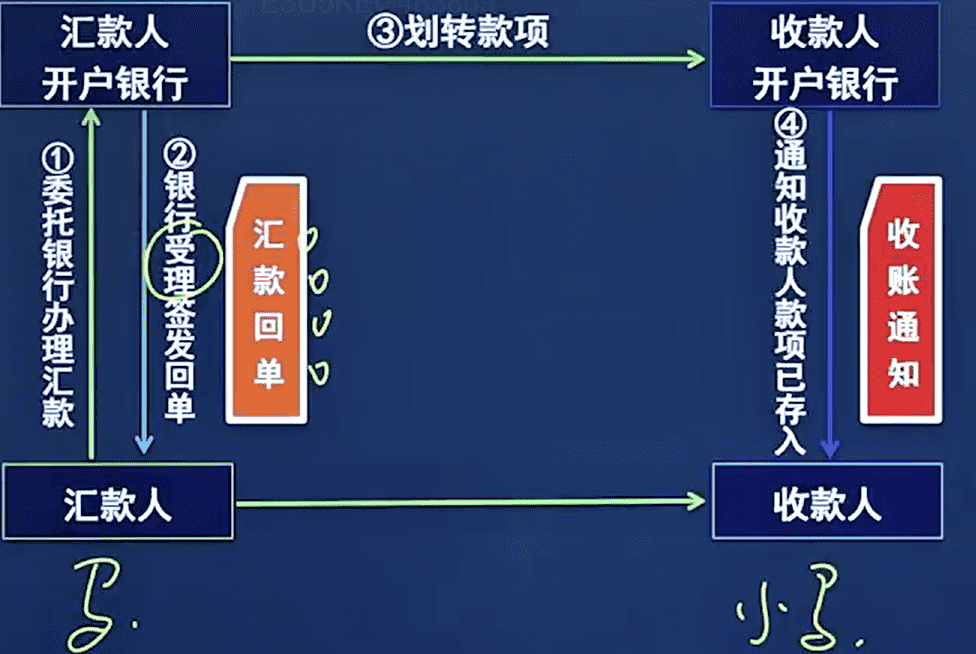 汇款人
开户银行
③划转款项
收款人
开户银行
①委托银行办理汇款
②银行受理签发回单
汇款回单
④通知收款人款项已存入
收账通知
汇款人
收款人